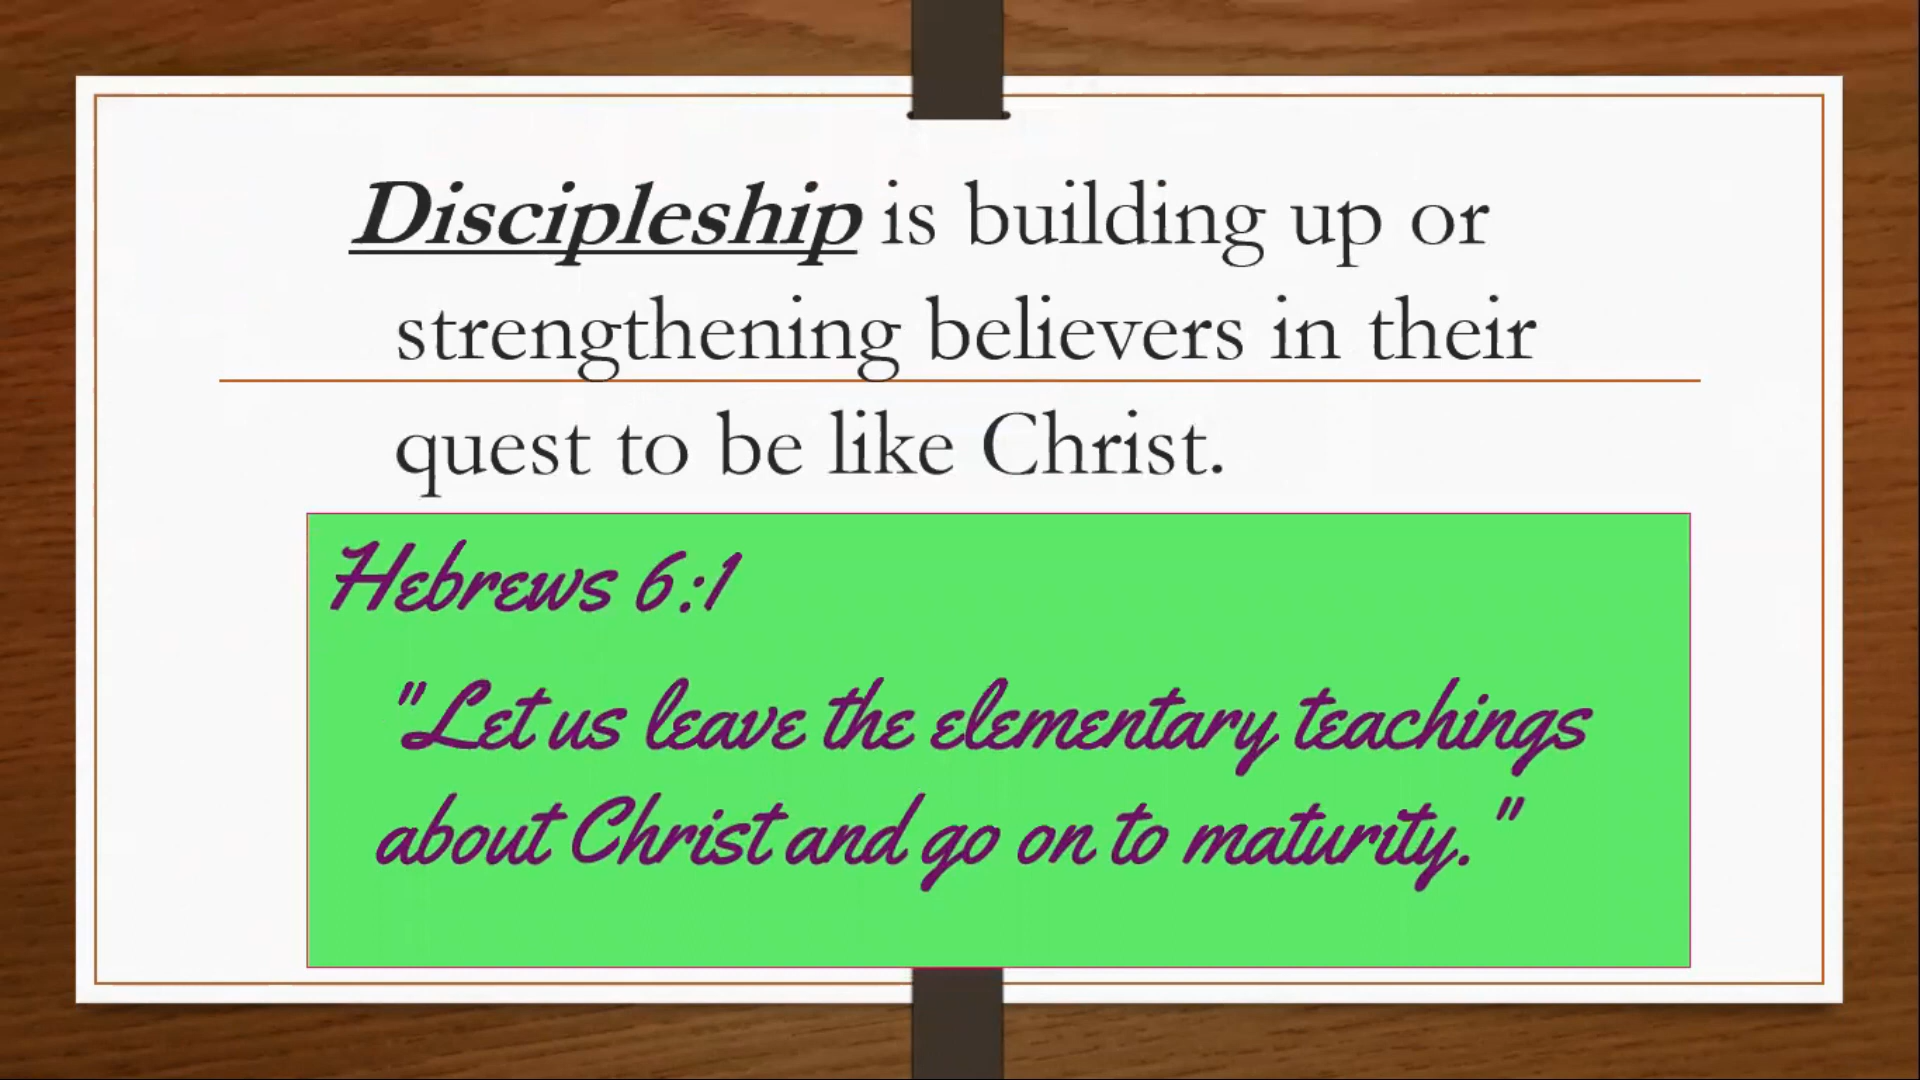 Discipleship is building up or
strengthening believers in their
quest to be like Christ.
Hebrews 6:1
"Let us leave the elementary teachings
about Christ and go on to maturity."